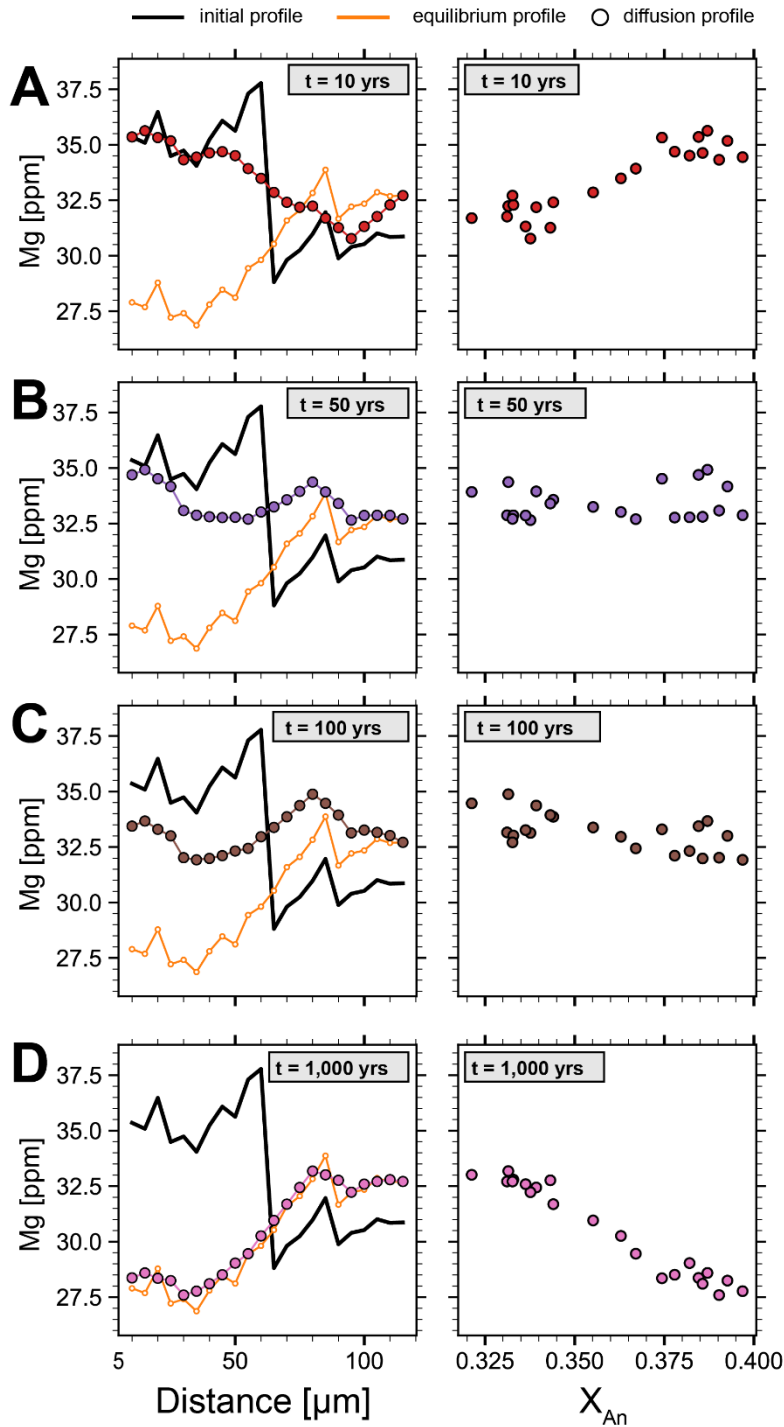 initial profile equilibrium profile diffusion profile
A
t = 10 yrs
t = 10 yrs
37.5
35.0
32.5
30.0
27.5
Mg [ppm]
B
t = 50 yrs
t = 50 yrs
37.5
35.0
32.5
30.0
27.5
Mg [ppm]
C
t = 100 yrs
t = 100 yrs
37.5
35.0
32.5
30.0
27.5
Mg [ppm]
D
t = 1,000 yrs
t = 1,000 yrs
37.5
35.0
32.5
30.0
27.5
Mg [ppm]
5 50 100
0.325 0.350 0.375 0.400
Distance [µm]
XAn